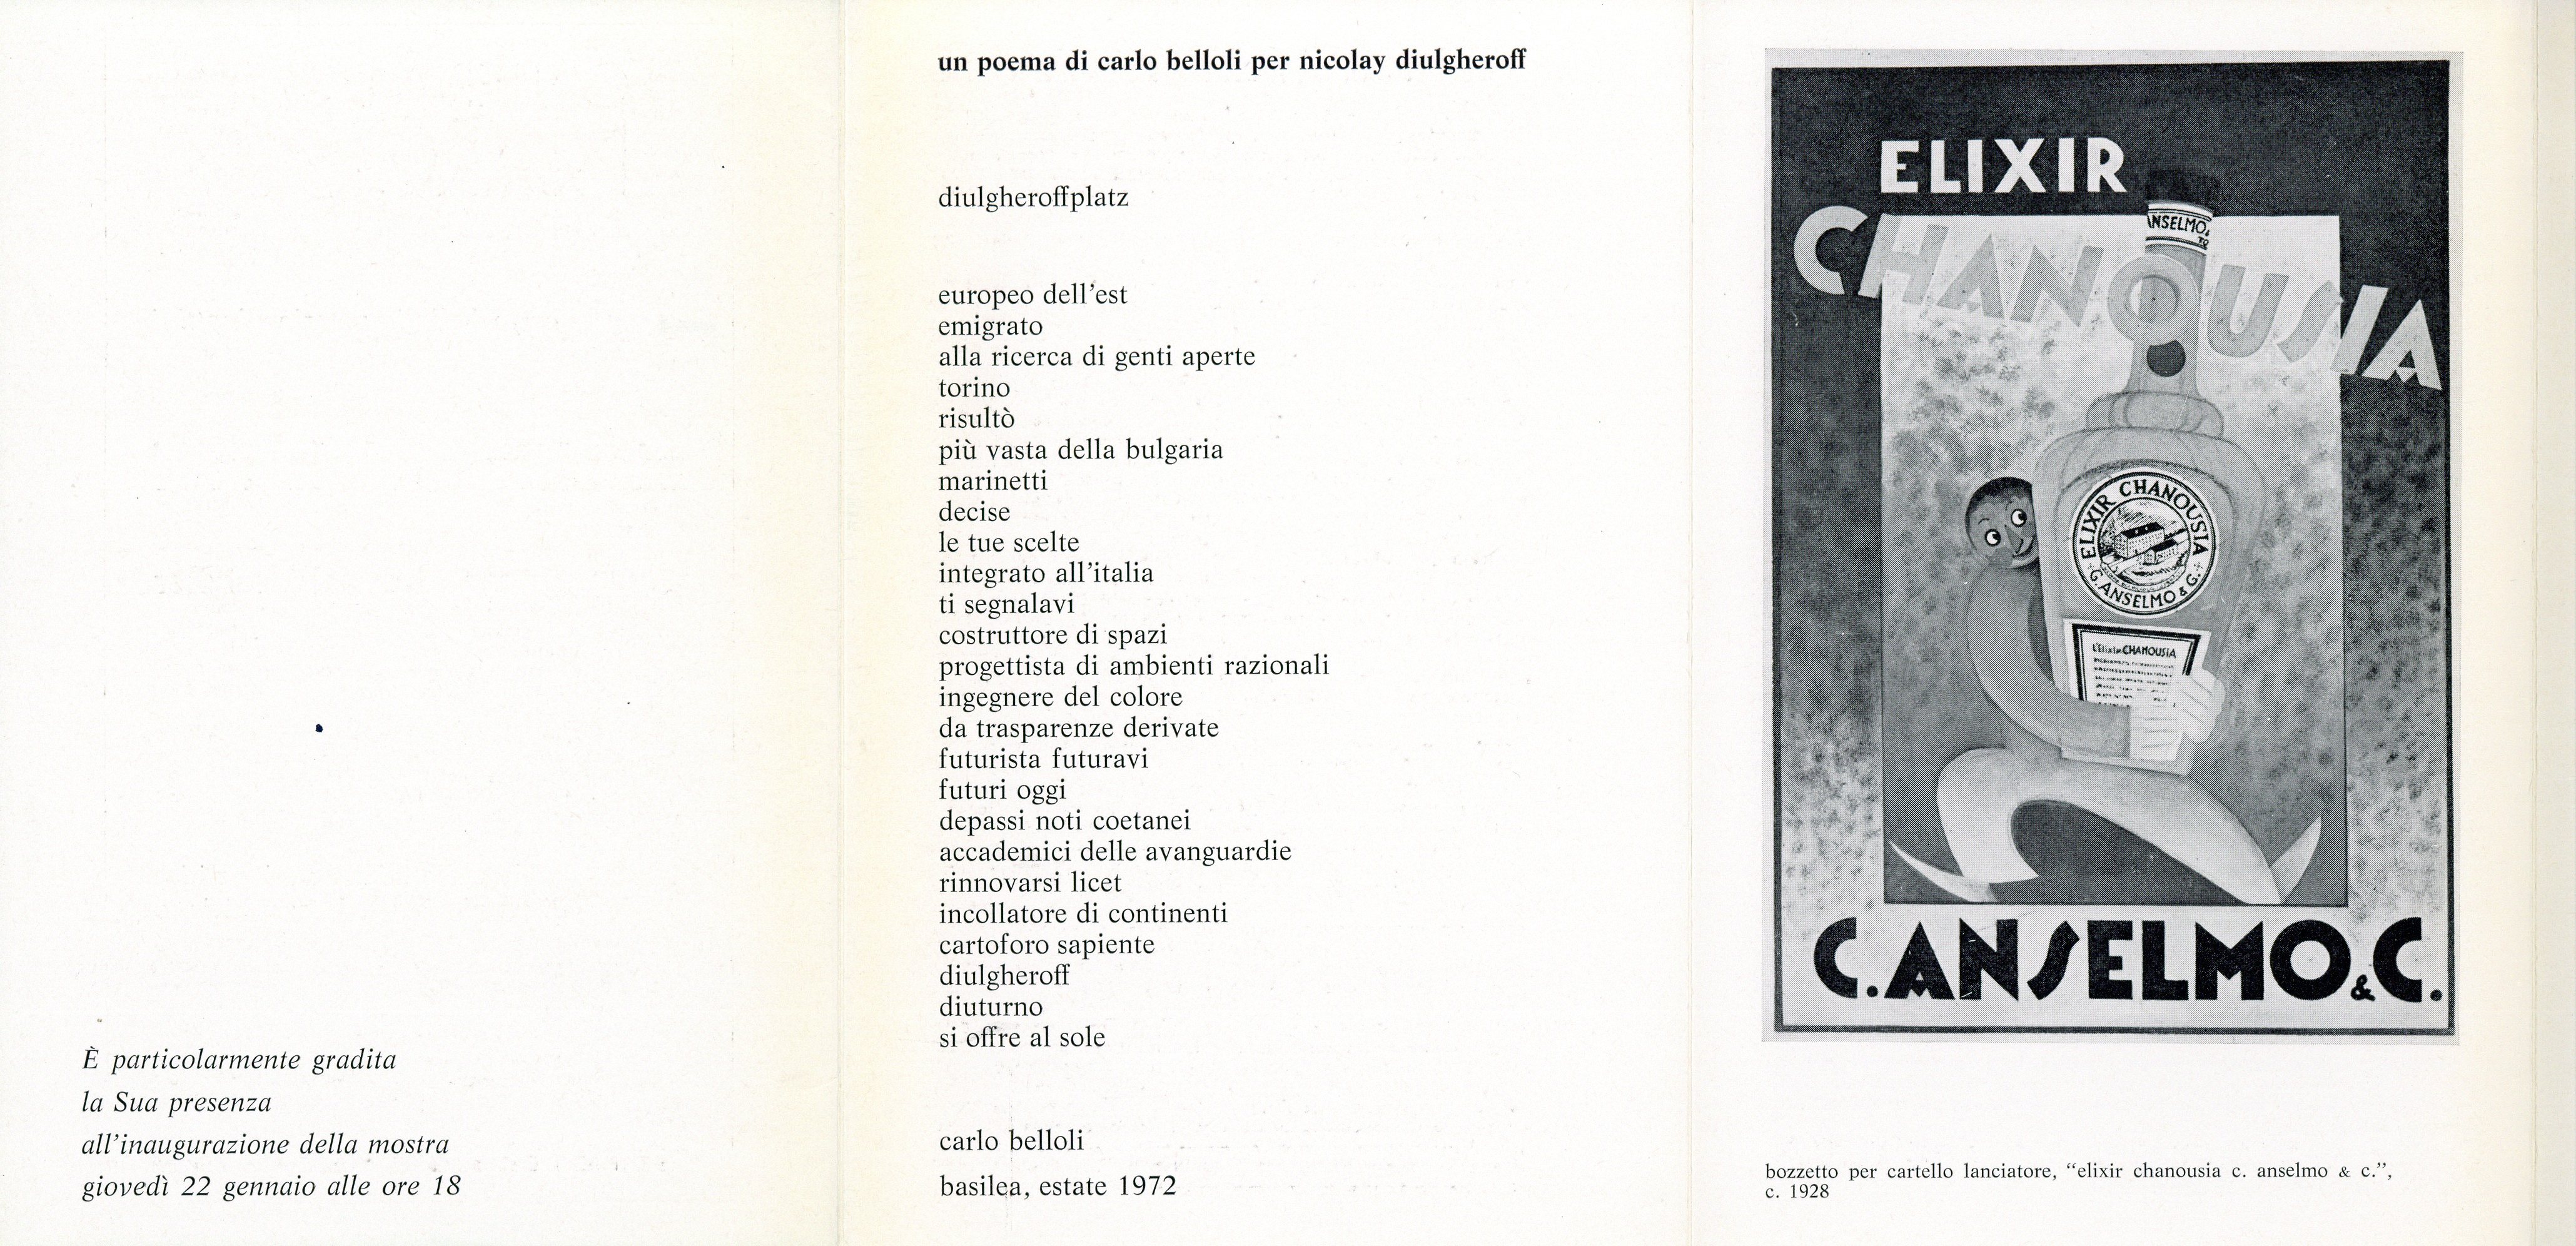 È particolarmente gradita
la Sua presenza
all'inaugurazione della mostra
giovedì 22 gennaio alle ore 18
un poema di carlo belloli per nicolay diulgheroff
diulgheroffplatz
europeo dell'est
emigrato
alla ricerca di genti aperte
torino
risultò
più vasta della bulgaria
marinetti
decise
le tue scelte
integrato all'italia
ti segnalavi
costruttore di spazi
progettista di ambienti razionali
ingegnere del colore
da trasparenze derivate
futurista futuravi
futuri oggi
depassi noti coetanei
accademici delle avanguardie
rinnovarsi licet
incollatore di continenti
cartoforo sapiente
diulgheroff
diuturno
si offre al sole
carlo belloli
basilea, estate 1972
ELIXIR
CHANOUSIA
ANSELMO &
TO
ELIXIR CHANOUSIA
G. ANSELMO & G.
L'Elixir CHANOUSIA
C. ANSELMO & C.
bozzetto per cartello lanciatore, “elixir chanousia c. anselmo & c.”,
c. 1928